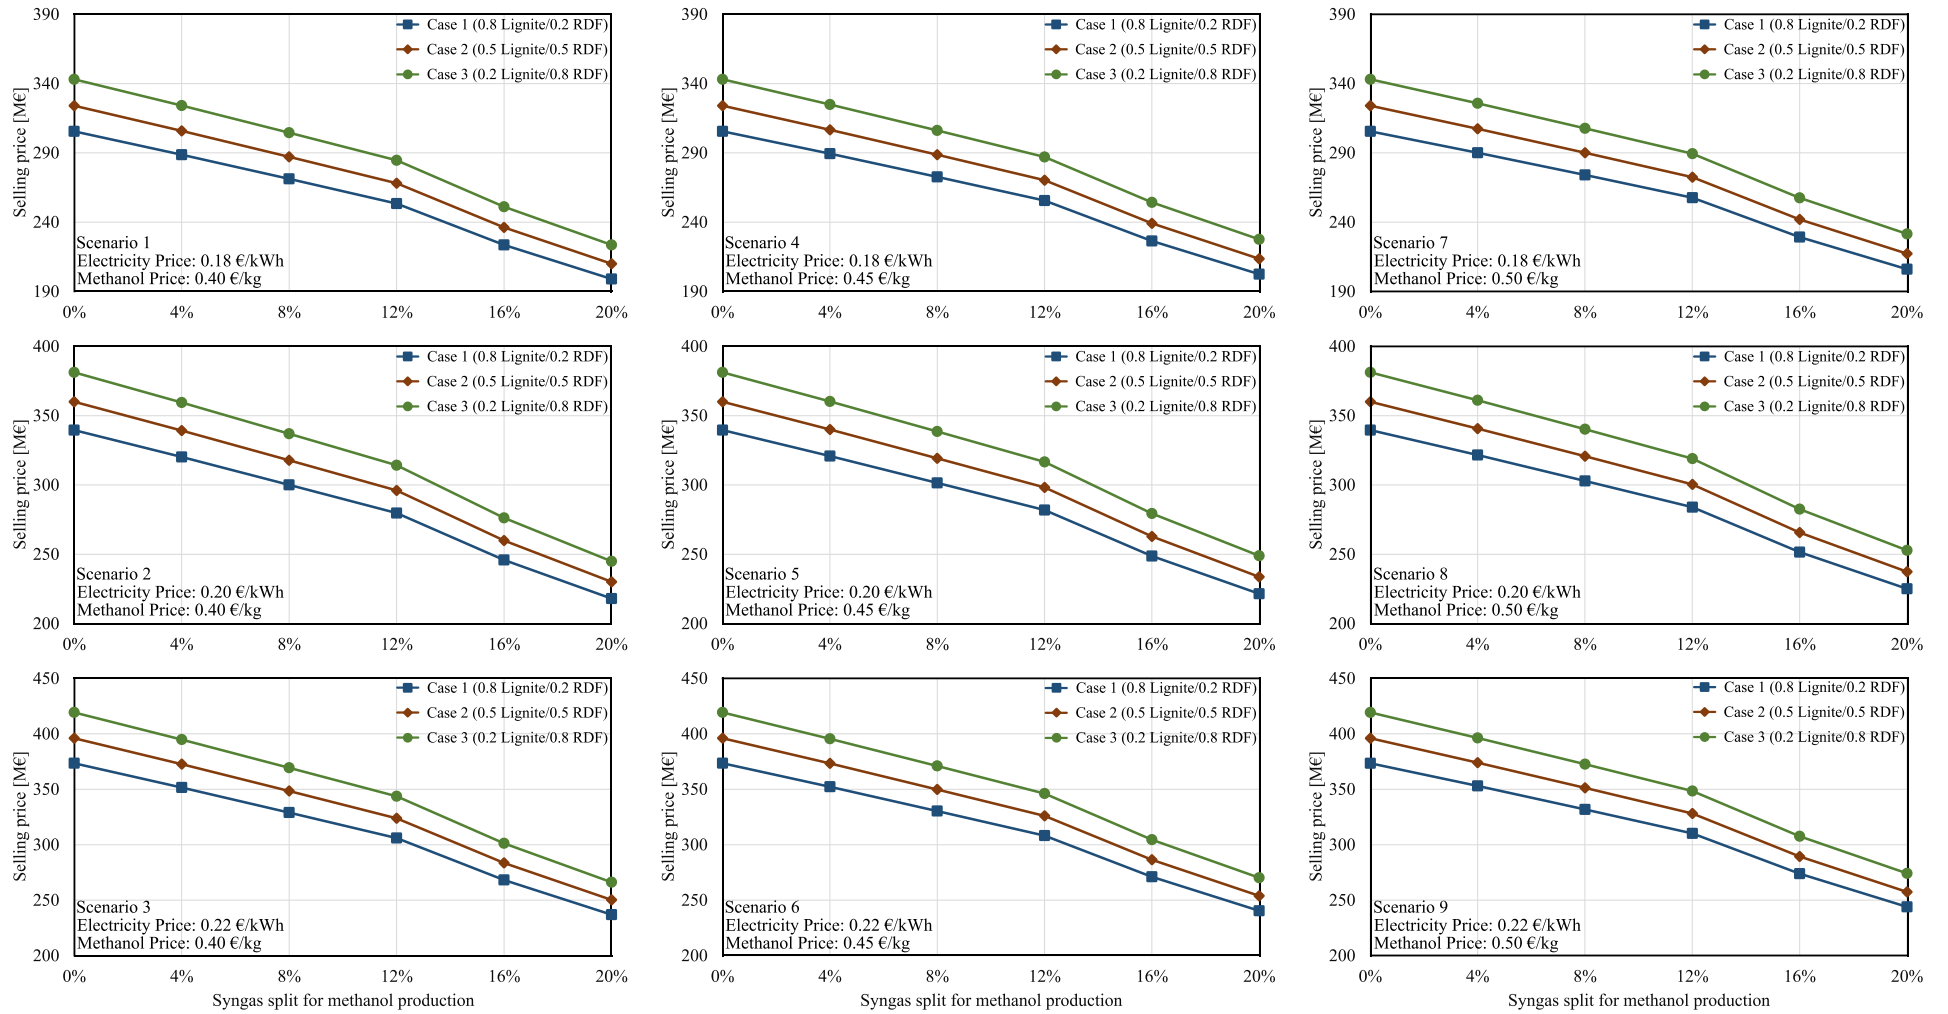 Selling price [M€]
390
340
290
240
190
Case 1 (0.8 Lignite/0.2 RDF)
Case 2 (0.5 Lignite/0.5 RDF)
Case 3 (0.2 Lignite/0.8 RDF)
Scenario 1
Electricity Price: 0.18 €/kWh
Methanol Price: 0.40 €/kg
0% 4% 8% 12% 16% 20%
Selling price [M€]
390
340
290
240
190
Case 1 (0.8 Lignite/0.2 RDF)
Case 2 (0.5 Lignite/0.5 RDF)
Case 3 (0.2 Lignite/0.8 RDF)
Scenario 4
Electricity Price: 0.18 €/kWh
Methanol Price: 0.45 €/kg
0% 4% 8% 12% 16% 20%
Selling price [M€]
390
340
290
240
190
Case 1 (0.8 Lignite/0.2 RDF)
Case 2 (0.5 Lignite/0.5 RDF)
Case 3 (0.2 Lignite/0.8 RDF)
Scenario 7
Electricity Price: 0.18 €/kWh
Methanol Price: 0.50 €/kg
0% 4% 8% 12% 16% 20%
Selling price [M€]
400
350
300
250
200
Case 1 (0.8 Lignite/0.2 RDF)
Case 2 (0.5 Lignite/0.5 RDF)
Case 3 (0.2 Lignite/0.8 RDF)
Scenario 2
Electricity Price: 0.20 €/kWh
Methanol Price: 0.40 €/kg
0% 4% 8% 12% 16% 20%
Selling price [M€]
400
350
300
250
200
Case 1 (0.8 Lignite/0.2 RDF)
Case 2 (0.5 Lignite/0.5 RDF)
Case 3 (0.2 Lignite/0.8 RDF)
Scenario 5
Electricity Price: 0.20 €/kWh
Methanol Price: 0.45 €/kg
0% 4% 8% 12% 16% 20%
Selling price [M€]
400
350
300
250
200
Case 1 (0.8 Lignite/0.2 RDF)
Case 2 (0.5 Lignite/0.5 RDF)
Case 3 (0.2 Lignite/0.8 RDF)
Scenario 8
Electricity Price: 0.20 €/kWh
Methanol Price: 0.50 €/kg
0% 4% 8% 12% 16% 20%
Selling price [M€]
450
400
350
300
250
200
Case 1 (0.8 Lignite/0.2 RDF)
Case 2 (0.5 Lignite/0.5 RDF)
Case 3 (0.2 Lignite/0.8 RDF)
Scenario 3
Electricity Price: 0.22 €/kWh
Methanol Price: 0.40 €/kg
0% 4% 8% 12% 16% 20%
Syngas split for methanol production
Selling price [M€]
450
400
350
300
250
200
Case 1 (0.8 Lignite/0.2 RDF)
Case 2 (0.5 Lignite/0.5 RDF)
Case 3 (0.2 Lignite/0.8 RDF)
Scenario 6
Electricity Price: 0.22 €/kWh
Methanol Price: 0.45 €/kg
0% 4% 8% 12% 16% 20%
Syngas split for methanol production
Selling price [M€]
450
400
350
300
250
200
Case 1 (0.8 Lignite/0.2 RDF)
Case 2 (0.5 Lignite/0.5 RDF)
Case 3 (0.2 Lignite/0.8 RDF)
Scenario 9
Electricity Price: 0.22 €/kWh
Methanol Price: 0.50 €/kg
0% 4% 8% 12% 16% 20%
Syngas split for methanol production